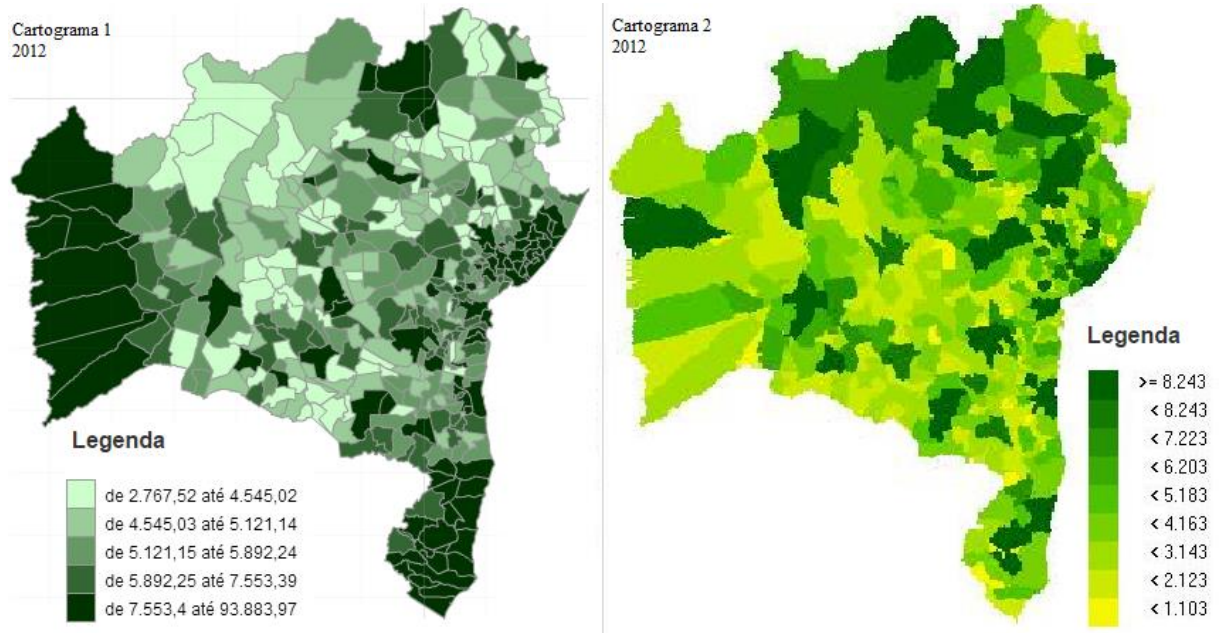 Cartograma 1
2012
Legenda
de 2.767,52 até 4.545,02
de 4.545,03 até 5.121,14
de 5.121,15 até 5.892,24
de 5.892,25 até 7.553,39
de 7.553,4 até 93.883,97
Cartograma 2
2012
Legenda
>= 8.243
< 8.243
< 7.223
< 6.203
< 5.183
< 4.163
< 3.143
< 2.123
< 1.103